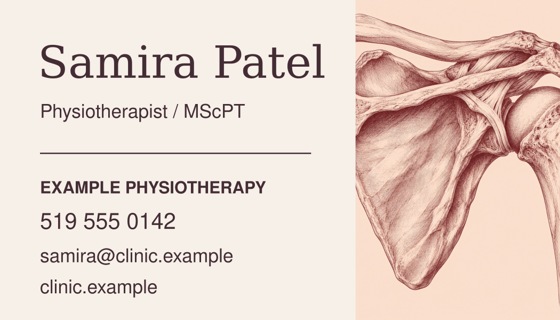 Samira Patel
Physiotherapist / MScPT
EXAMPLE PHYSIOTHERAPY
519 555 0142
samira@clinic.example
clinic.example